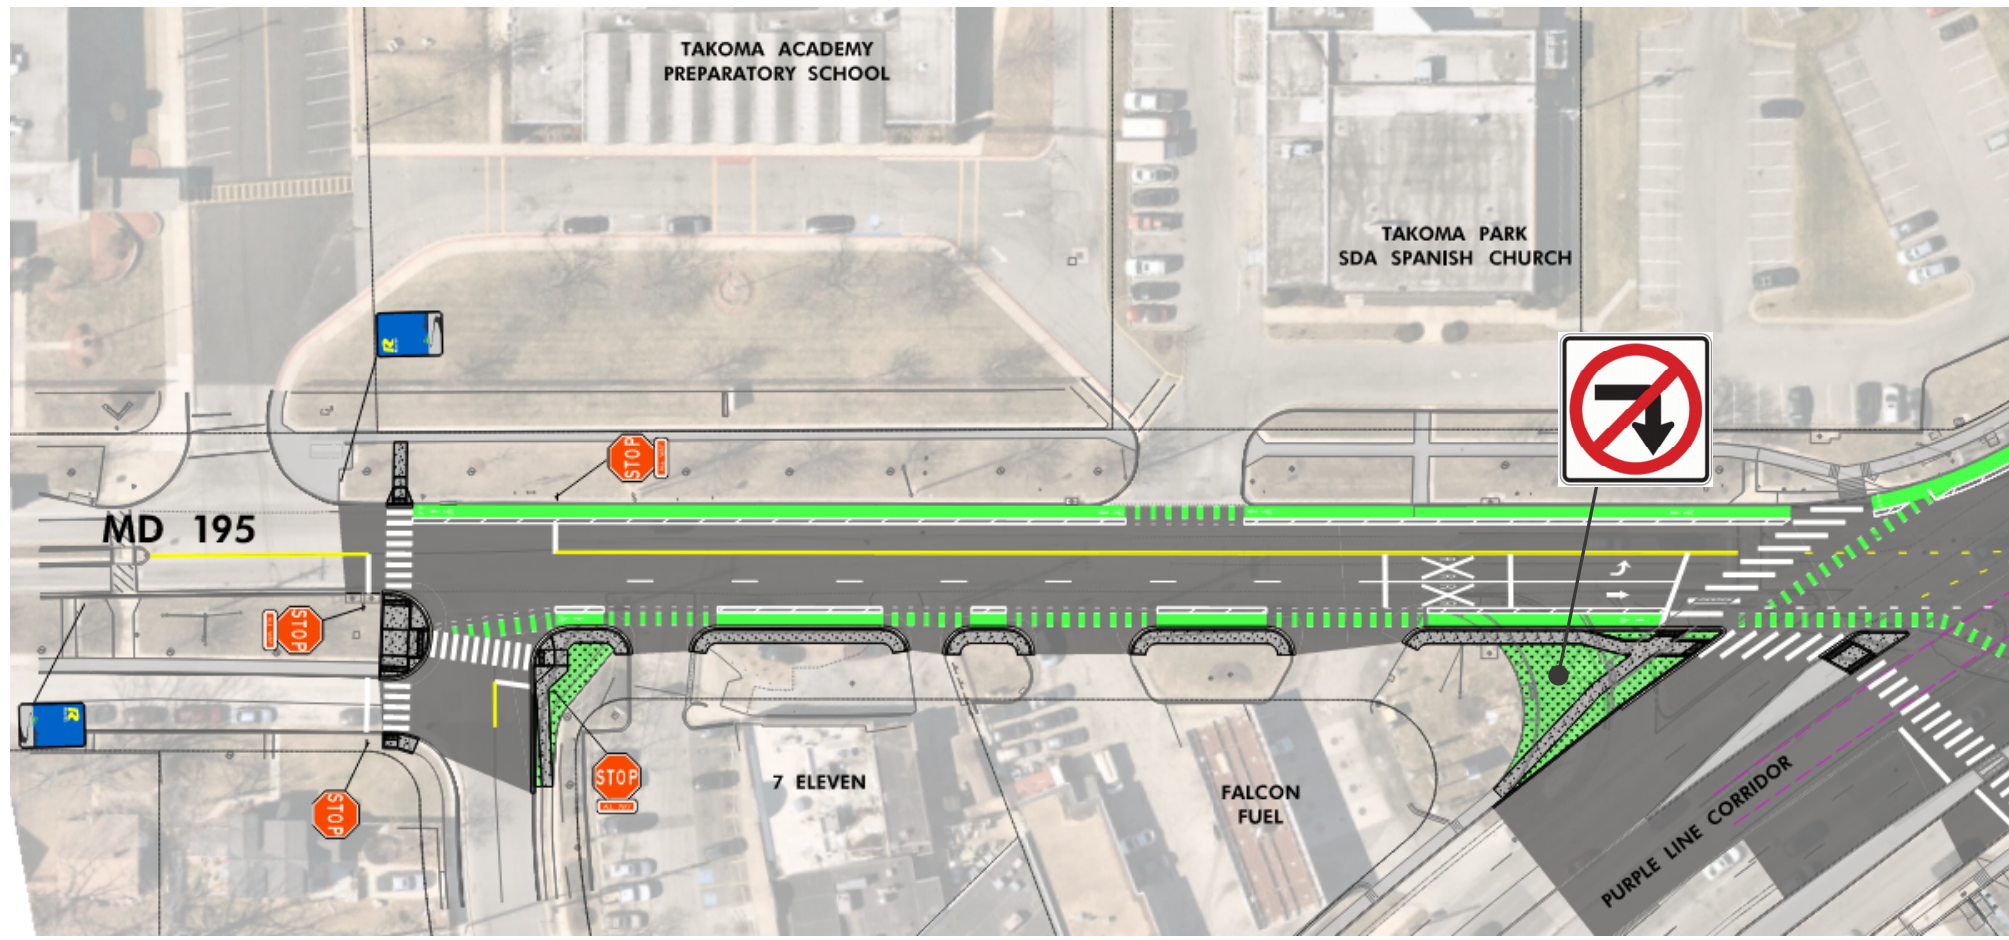 TAKOMA ACADEMY
PREPARATORY SCHOOL
TAKOMA PARK
SDA SPANISH CHURCH
STOP
MD 195
STOP
R R
R R
STOP
STOP
7 ELEVEN
FALCON
FUEL
PURPLE LINE CORRIDOR